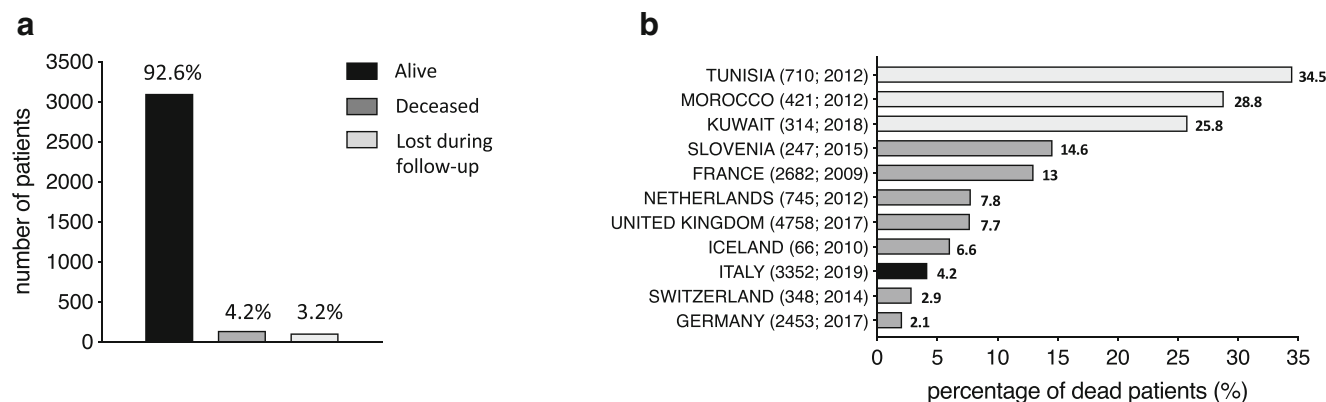 a
number of patients
3500
3000
2500
2000
1500
1000
500
0
92.6%
4.2%
3.2%
Alive
Deceased
Lost during
follow-up
b
TUNISIA (710; 2012)
34.5
MOROCCO (421; 2012)
28.8
KUWAIT (314; 2018)
25.8
SLOVENIA (247; 2015)
14.6
FRANCE (2682; 2009)
13
NETHERLANDS (745; 2012)
7.8
UNITED KINGDOM (4758; 2017)
7.7
ICELAND (66; 2010)
6.6
ITALY (3352; 2019)
4.2
SWITZERLAND (348; 2014)
2.9
GERMANY (2453; 2017)
2.1
0 5 10 15 20 25 30 35
percentage of dead patients (%)